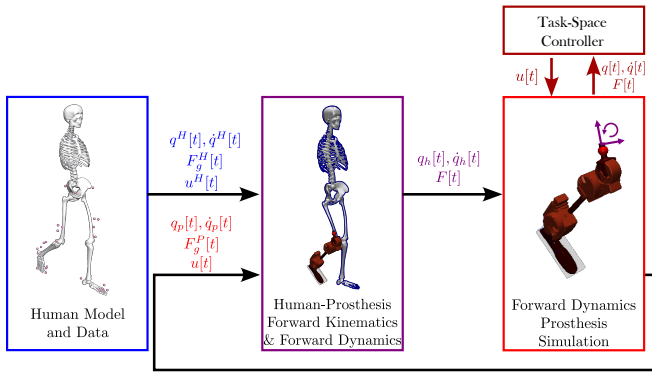 Task-Space
Controller
u[t]
q[t], q̇[t]
F[t]
q^H[t], q̇^H[t]
F_g^H[t]
u^H[t]
q_p[t], q̇_p[t]
F_g^P[t]
u[t]
q_h[t], q̇_h[t]
F[t]
Human Model
and Data
Human-Prosthesis
Forward Kinematics
& Forward Dynamics
Forward Dynamics
Prosthesis
Simulation